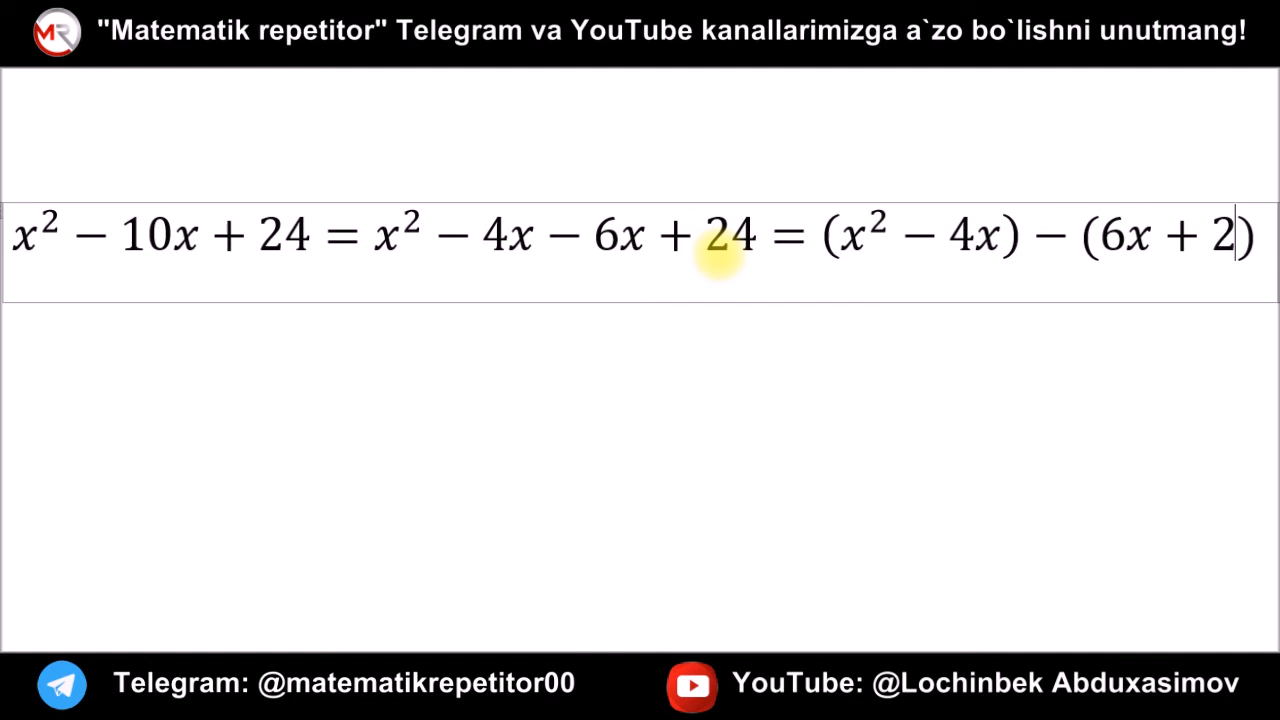 MR "Matematik repetitor" Telegram va YouTube kanallarimizga a`zo bo`lishni unutmang!
x² − 10x + 24 = x² − 4x − 6x + 24 = (x² − 4x) − (6x + 2)
Telegram: @matematikrepetitor00 YouTube: @Lochinbek Abduxasimov